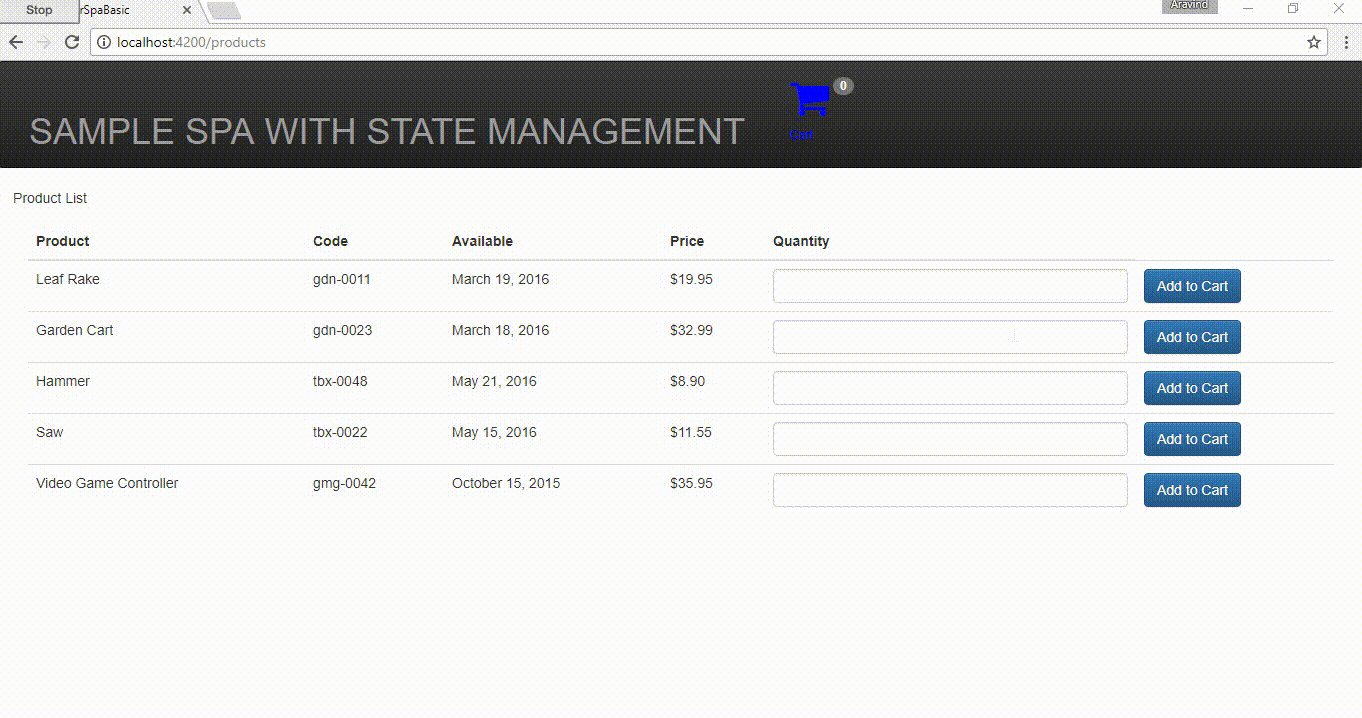 Stop rSpaBasic Aravind
localhost:4200/products
0
SAMPLE SPA WITH STATE MANAGEMENT Cart
Product List
Product Code Available Price Quantity
Leaf Rake gdn-0011 March 19, 2016 $19.95 Add to Cart
Garden Cart gdn-0023 March 18, 2016 $32.99 Add to Cart
Hammer tbx-0048 May 21, 2016 $8.90 Add to Cart
Saw tbx-0022 May 15, 2016 $11.55 Add to Cart
Video Game Controller gmg-0042 October 15, 2015 $35.95 Add to Cart